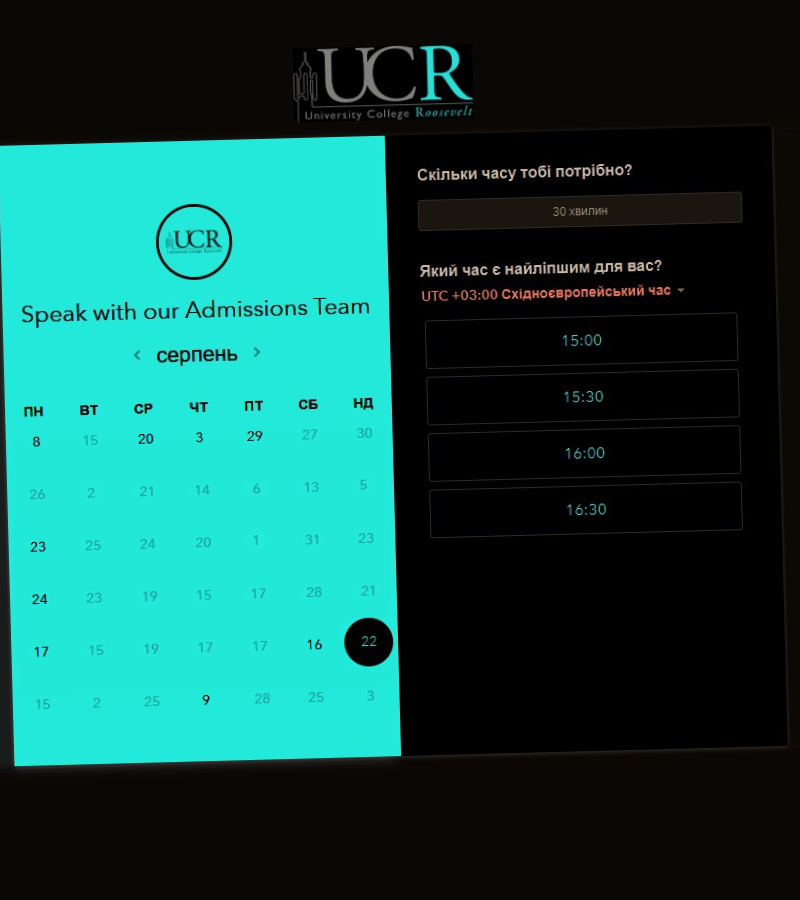 UCR
University College Roosevelt
UCR
University College Roosevelt
Speak with our Admissions Team
серпень
ПН ВТ СР ЧТ ПТ СБ НД
8 15 20 3 29 27 30
26 2 21 14 6 13 5
23 25 24 20 1 31 23
24 23 19 15 17 28 21
17 15 19 17 17 16 22
15 2 25 9 28 25 3
Скільки часу тобі потрібно?
30 хвилин
Який час є найліпшим для вас?
UTC +03:00 Східноєвропейський час
15:00
15:30
16:00
16:30